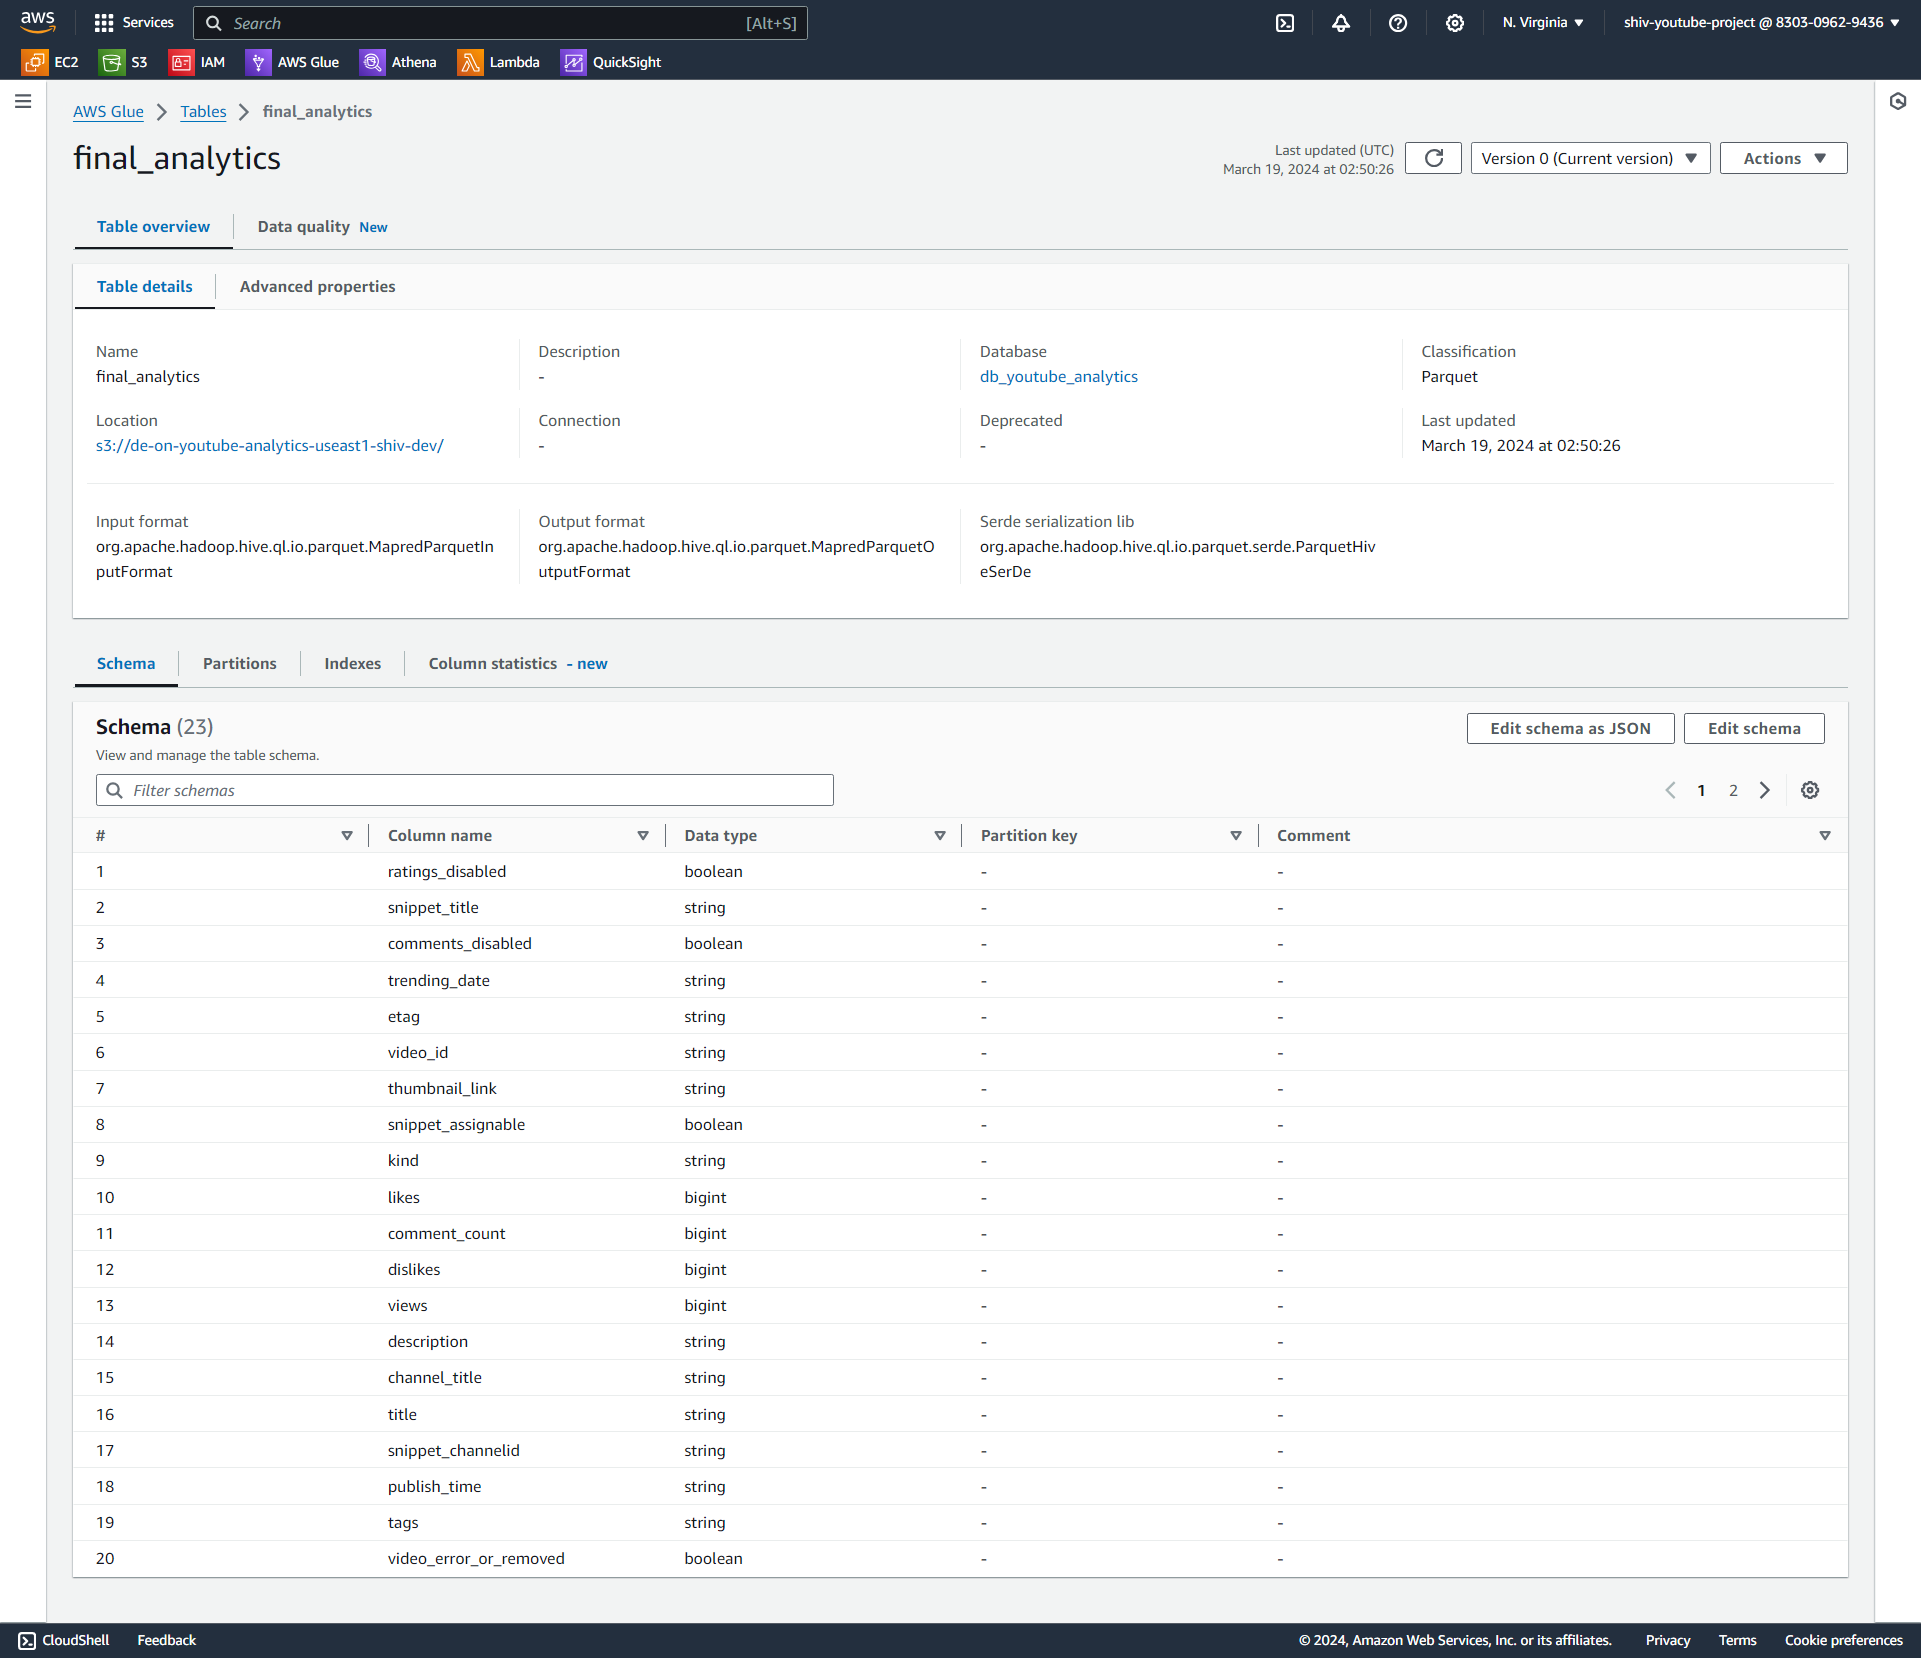 aws
Services
Search [Alt+S]
N. Virginia
shiv-youtube-project @ 8303-0962-9436
EC2 S3 IAM AWS Glue Athena Lambda QuickSight
AWS Glue Tables final_analytics
final_analytics
Last updated (UTC)
March 19, 2024 at 02:50:26
Version 0 (Current version)
Actions
Table overview Data quality New
Table details Advanced properties
Name Description Database Classification
final_analytics - db_youtube_analytics Parquet
Location Connection Deprecated Last updated
s3://de-on-youtube-analytics-useast1-shiv-dev/ - - March 19, 2024 at 02:50:26
Input format
org.apache.hadoop.hive.ql.io.parquet.MapredParquetIn
putFormat
Output format
org.apache.hadoop.hive.ql.io.parquet.MapredParquetO
utputFormat
Serde serialization lib
org.apache.hadoop.hive.ql.io.parquet.serde.ParquetHiv
eSerDe
Schema Partitions Indexes Column statistics - new
Schema (23)
View and manage the table schema.
Edit schema as JSON Edit schema
Filter schemas
1 2
# Column name Data type Partition key Comment
1 ratings_disabled boolean - -
2 snippet_title string - -
3 comments_disabled boolean - -
4 trending_date string - -
5 etag string - -
6 video_id string - -
7 thumbnail_link string - -
8 snippet_assignable boolean - -
9 kind string - -
10 likes bigint - -
11 comment_count bigint - -
12 dislikes bigint - -
13 views bigint - -
14 description string - -
15 channel_title string - -
16 title string - -
17 snippet_channelid string - -
18 publish_time string - -
19 tags string - -
20 video_error_or_removed boolean - -
CloudShell Feedback
© 2024, Amazon Web Services, Inc. or its affiliates. Privacy Terms Cookie preferences